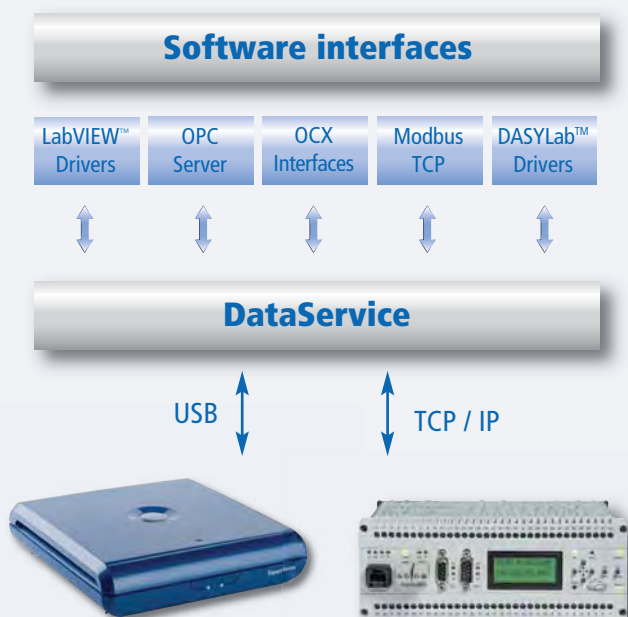 Software interfaces
LabVIEW™
Drivers
OPC
Server
OCX
Interfaces
Modbus
TCP
DASYLab™
Drivers
DataService
USB
TCP / IP